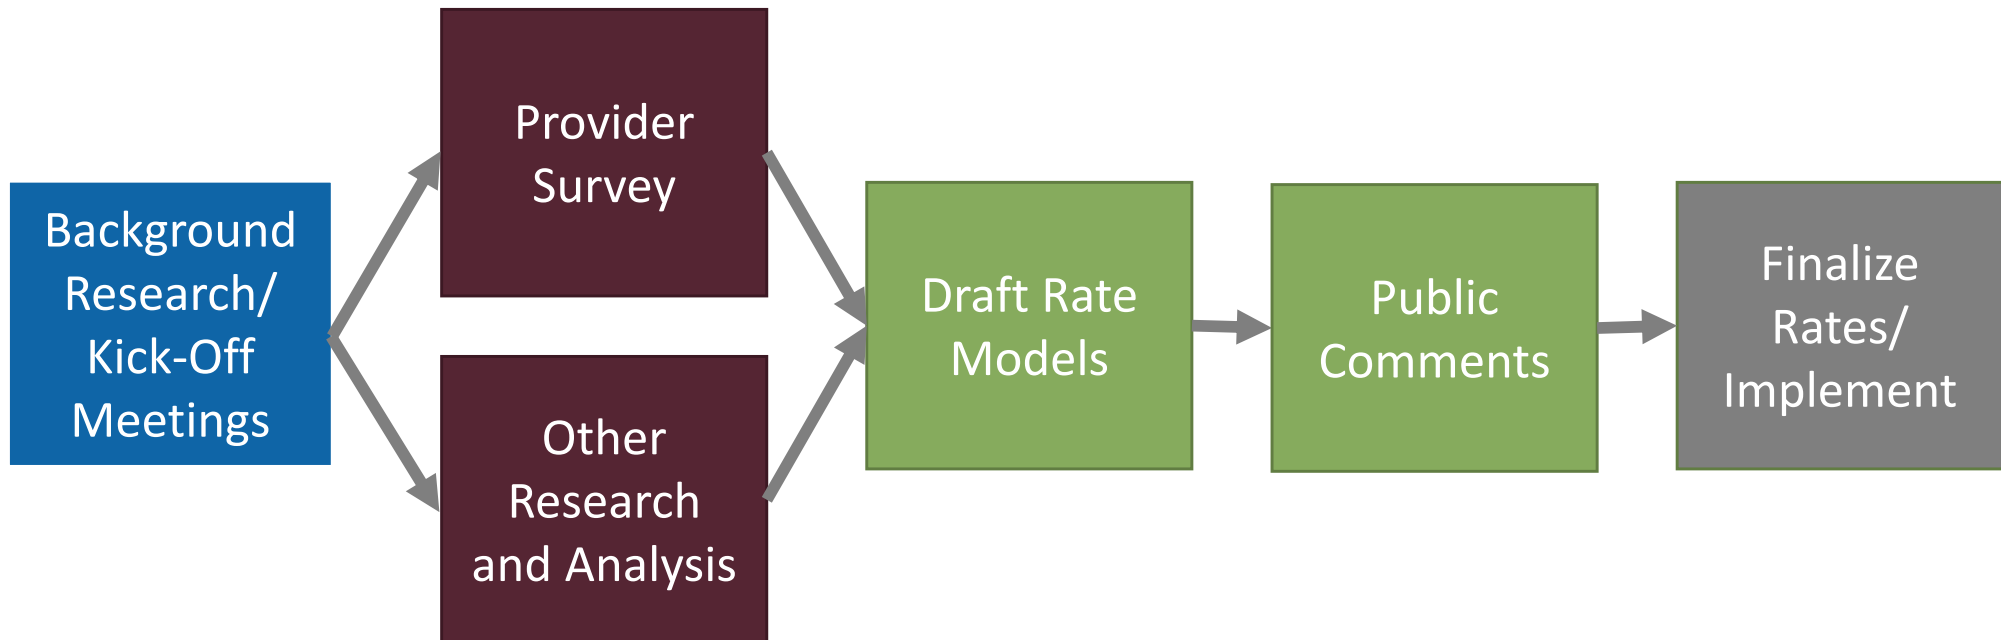 Background
Research/
Kick-Off
Meetings
Provider
Survey
Other
Research
and Analysis
Draft Rate
Models
Public
Comments
Finalize
Rates/
Implement